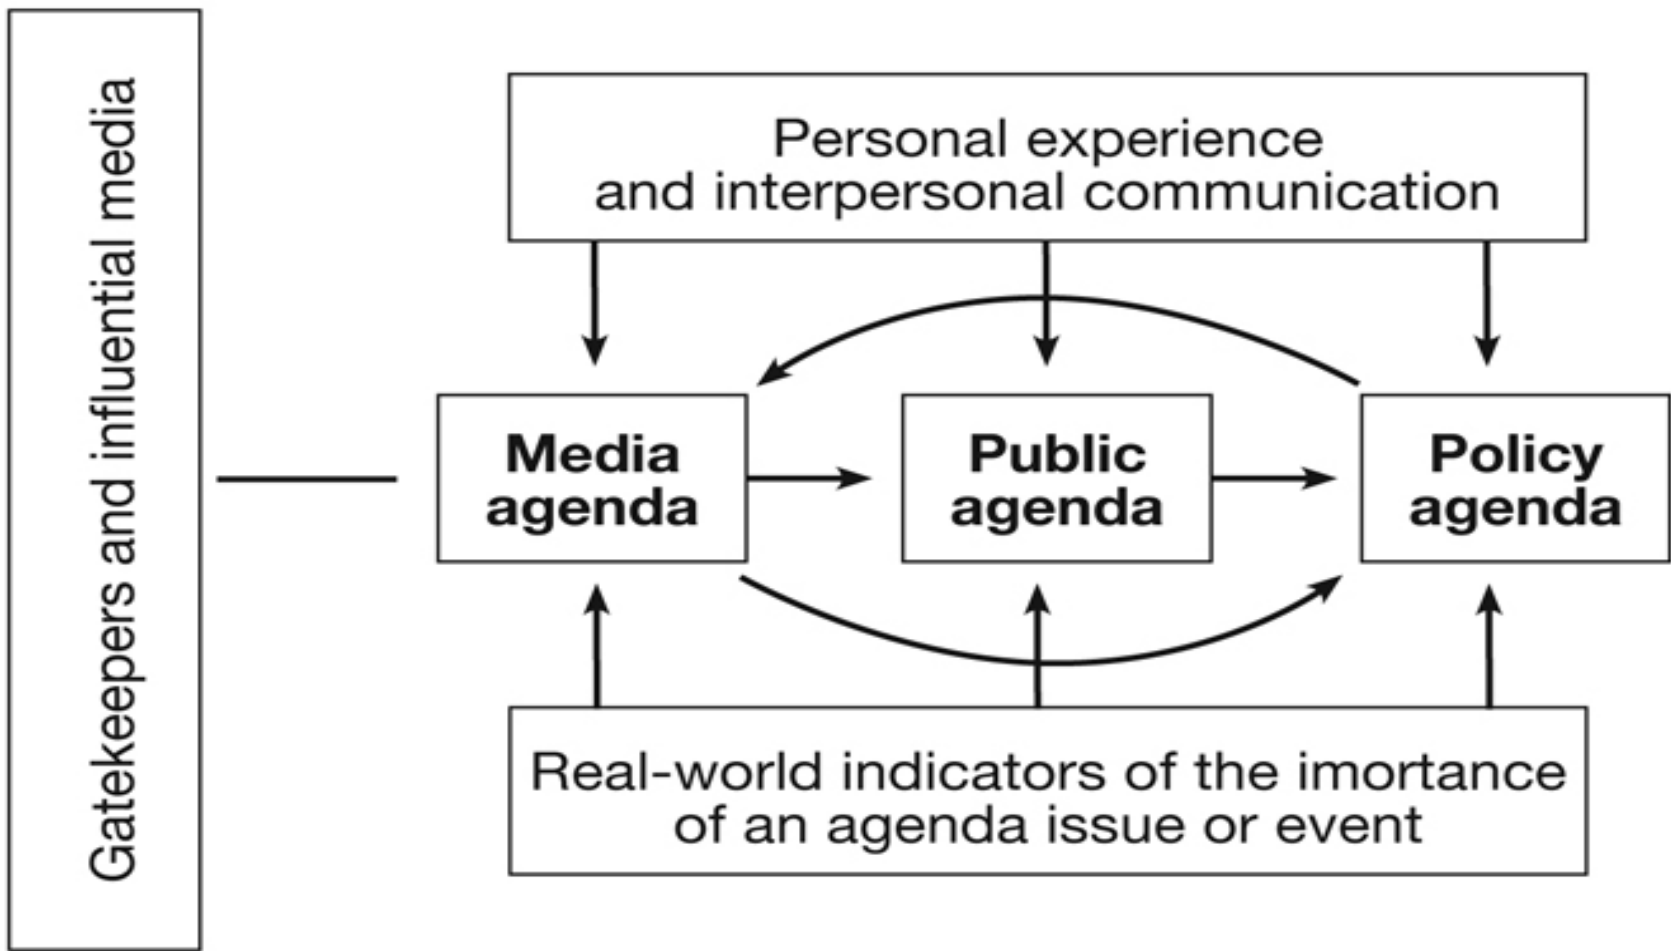 Gatekeepers and influential media
Personal experience
and interpersonal communication
Media
agenda
Public
agenda
Policy
agenda
Real-world indicators of the imortance
of an agenda issue or event